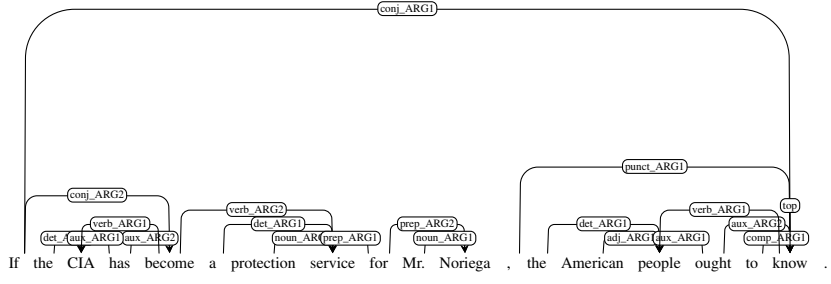 conj_ARG1
punct_ARG1
conj_ARG2
verb_ARG2 verb_ARG1 top
verb_ARG1 det_ARG1 prep_ARG2 det_ARG1 aux_ARG2
aux_ARG1 aux_ARG2 prep_ARG1 noun_ARG1 adj_ARG1 aux_ARG1 comp_ARG1
If the CIA has become a protection service for Mr. Noriega , the American people ought to know .